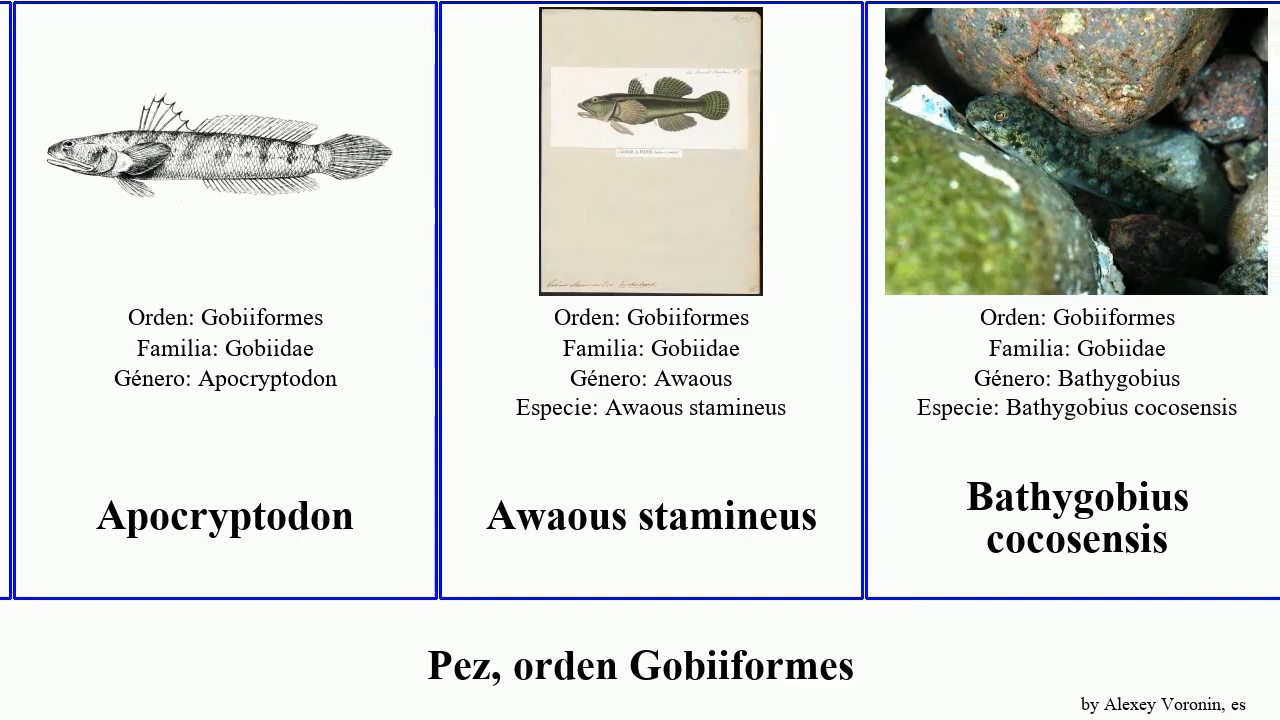 Orden: Gobiiformes
Familia: Gobiidae
Género: Apocryptodon
Apocryptodon
Orden: Gobiiformes
Familia: Gobiidae
Género: Awaous
Especie: Awaous stamineus
Awaous stamineus
Orden: Gobiiformes
Familia: Gobiidae
Género: Bathygobius
Especie: Bathygobius cocosensis
Bathygobius
cocosensis
Pez, orden Gobiiformes
by Alexey Voronin, es